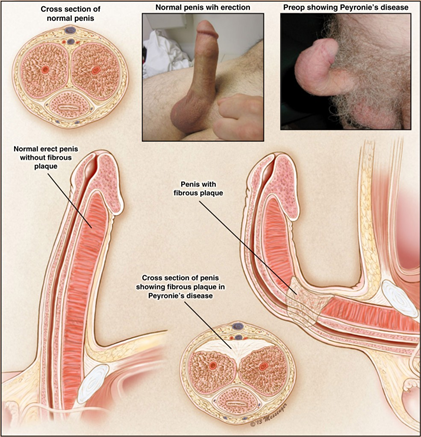 Cross section of
normal penis
Normal penis wih erection
Preop showing Peyronie's disease
Normal erect penis
without fibrous
plaque
Penis with
fibrous plaque
Cross section of penis
showing fibrous plaque in
Peyronie's disease